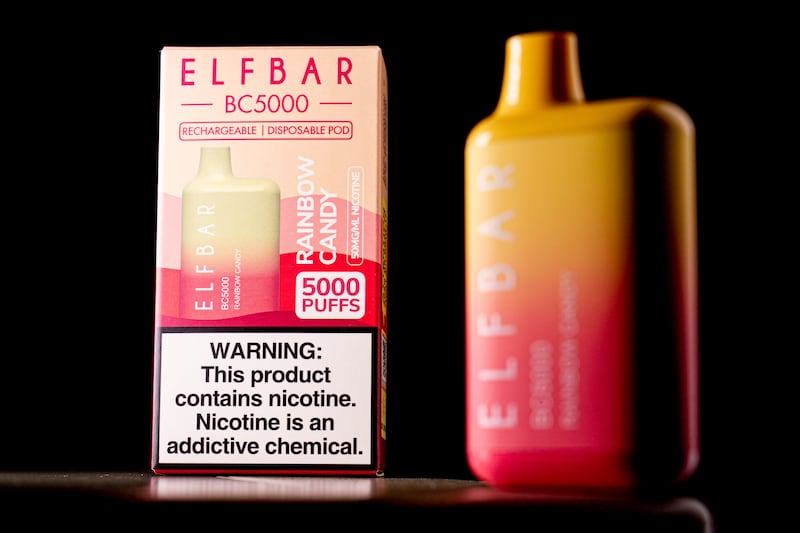 ELFBAR
BC5000
RECHARGEABLE | DISPOSABLE POD
ELFBAR
BC5000
RAINBOW CANDY
RAINBOW
CANDY
50MG/ML NICOTINE
5000
PUFFS
WARNING:
This product
contains nicotine.
Nicotine is an
addictive chemical.
ELFBAR
BC5000
RAINBOW CANDY